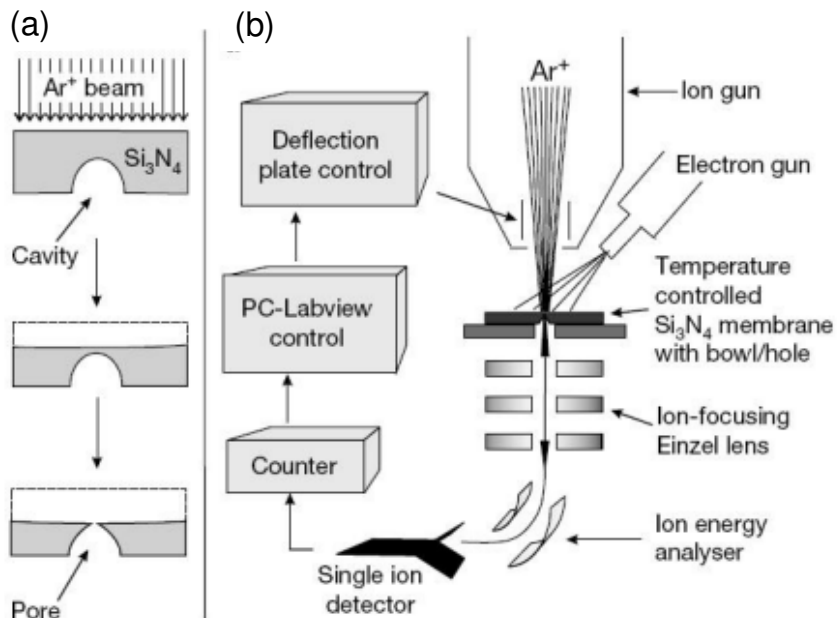 (a)
Ar⁺ beam
Si₃N₄
Cavity
Pore
(b)
Ar⁺
Ion gun
Deflection
plate control
Electron gun
PC-Labview
control
Temperature
controlled
Si₃N₄ membrane
with bowl/hole
Ion-focusing
Einzel lens
Counter
Ion energy
analyser
Single ion
detector